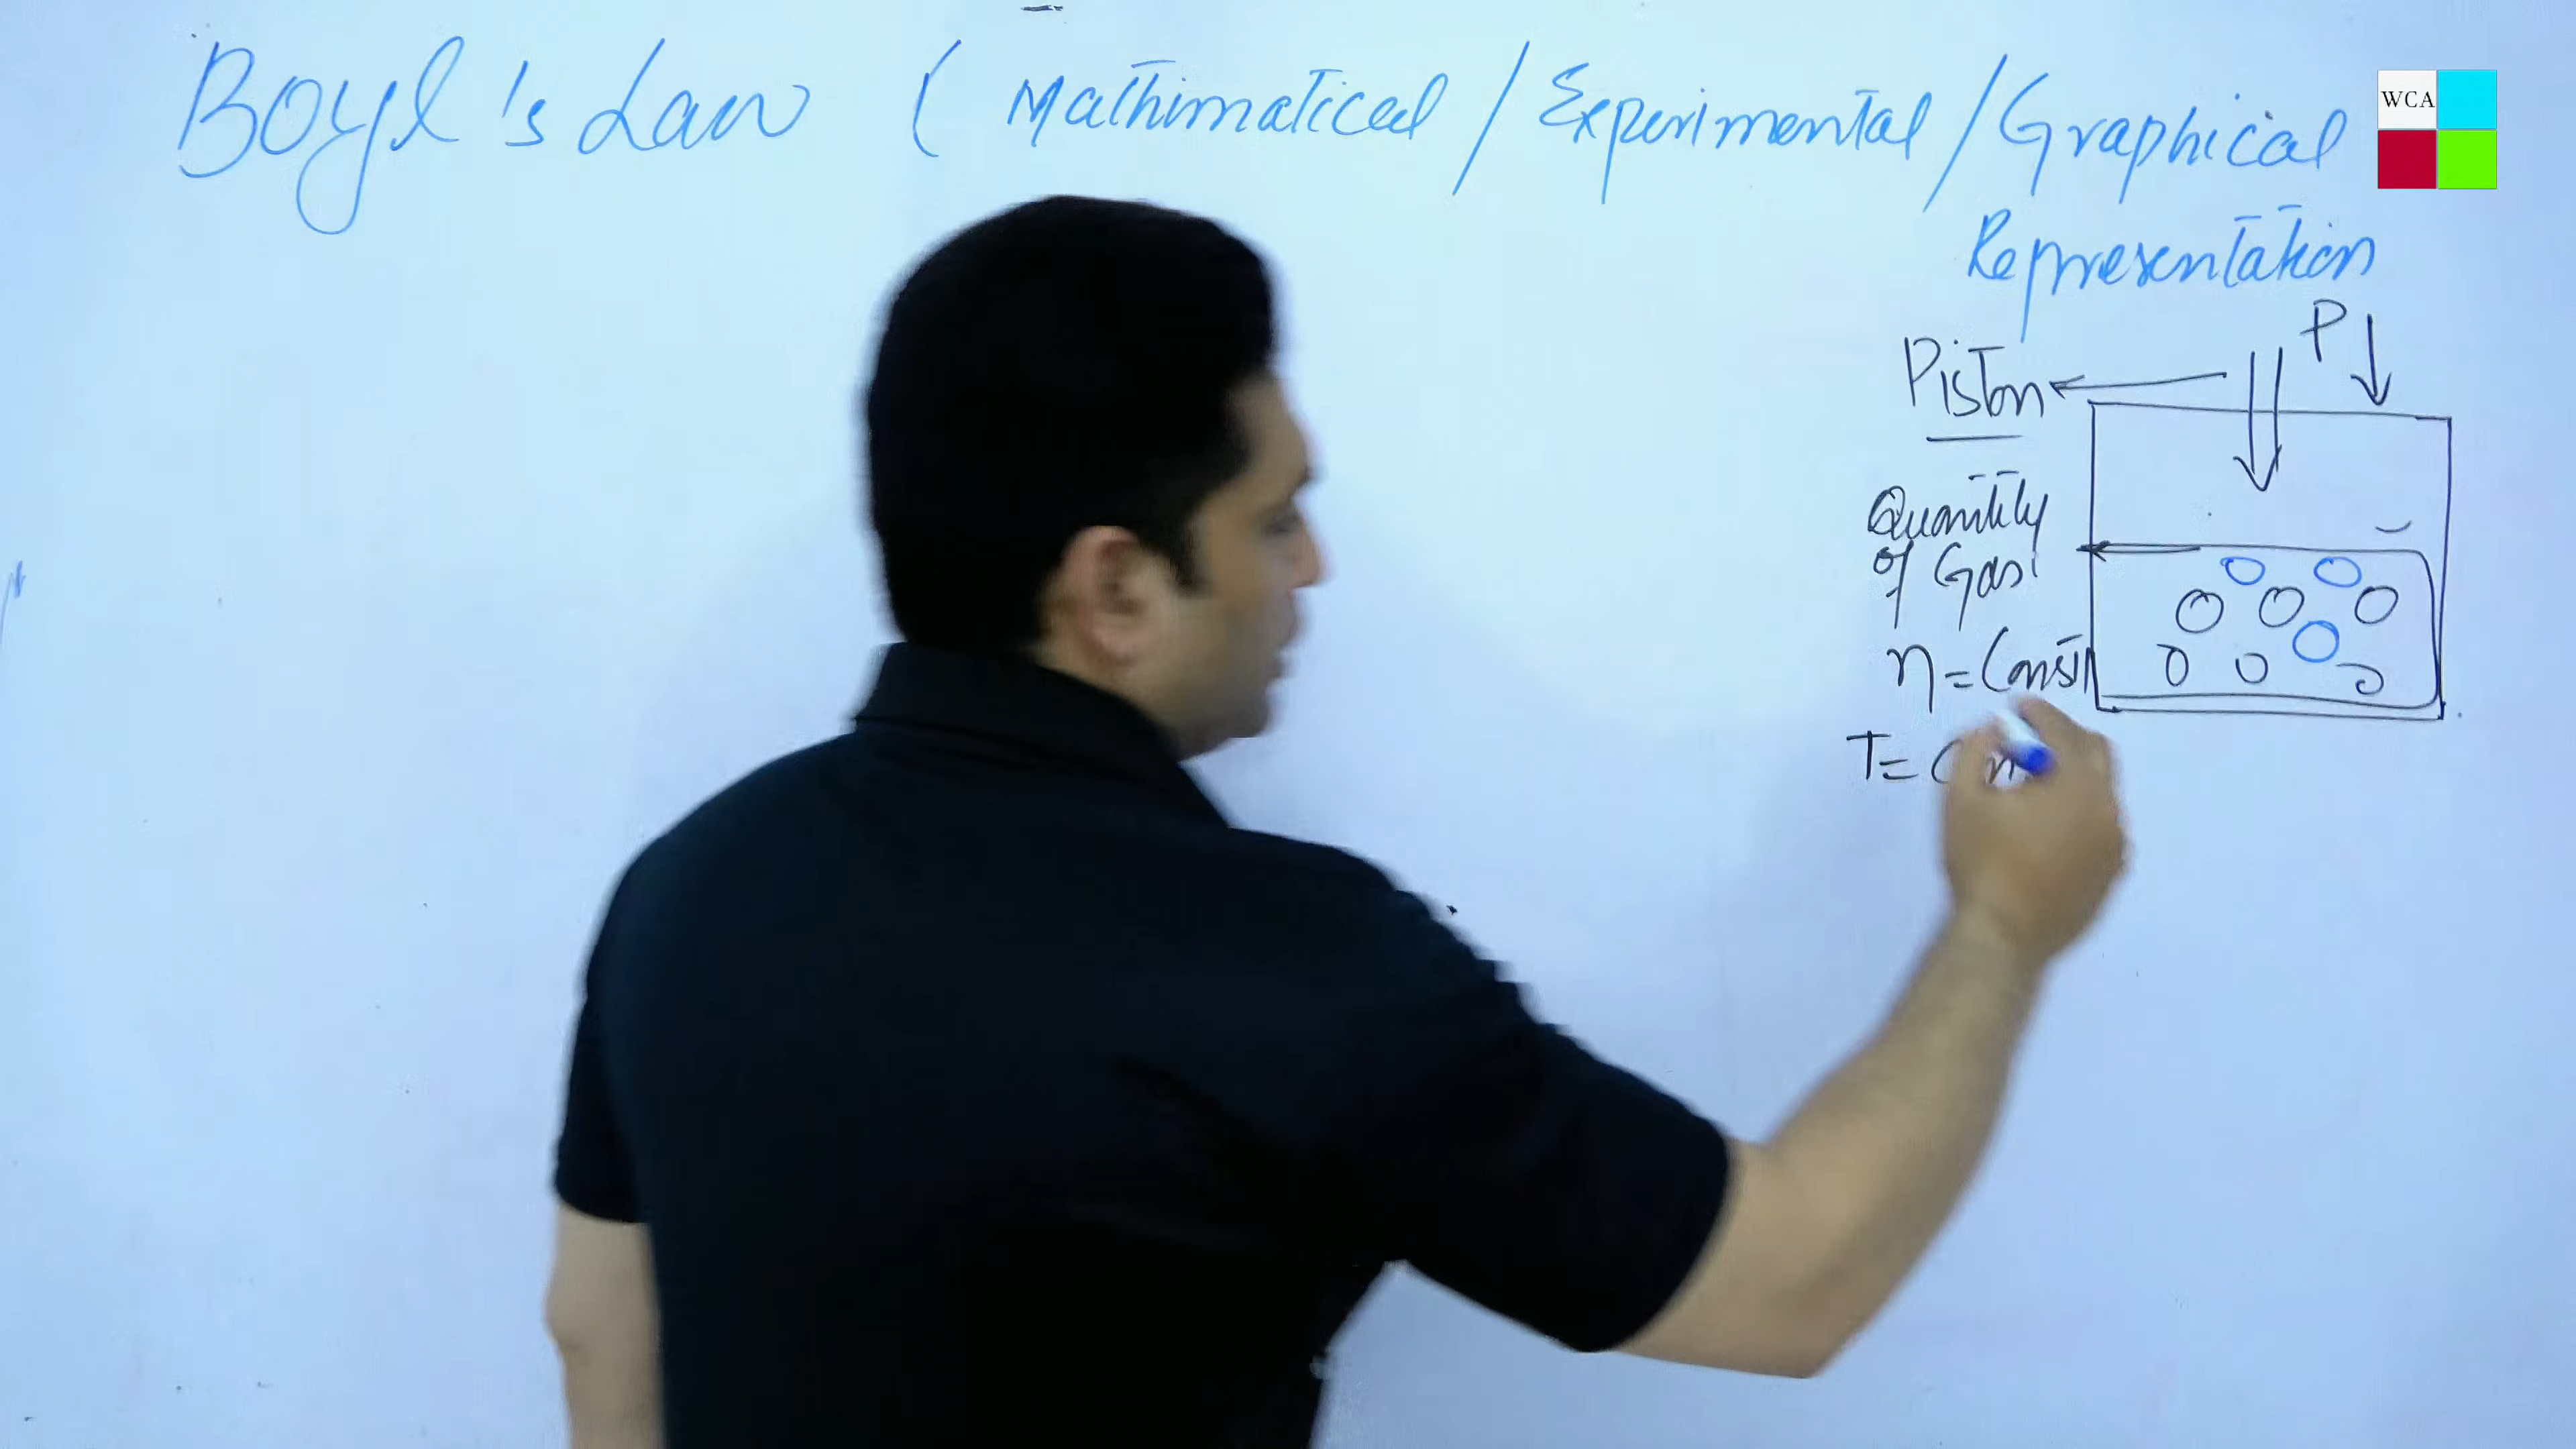 Boyl's Law ( Mathimatical / Experimental / Graphical
Representation
WCA
P
Piston
Quantity
of Gas
n = Const
T =